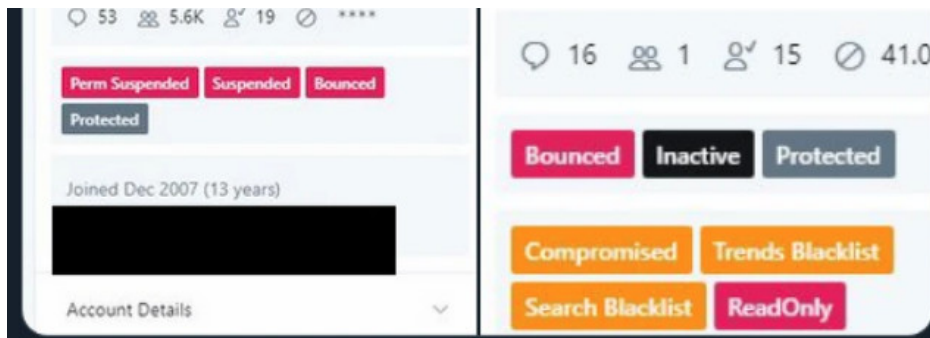 53 5.6K 19 ****
Perm Suspended Suspended Bounced
Protected
Joined Dec 2007 (13 years)
Account Details
16 1 15 41.0
Bounced Inactive Protected
Compromised Trends Blacklist
Search Blacklist ReadOnly